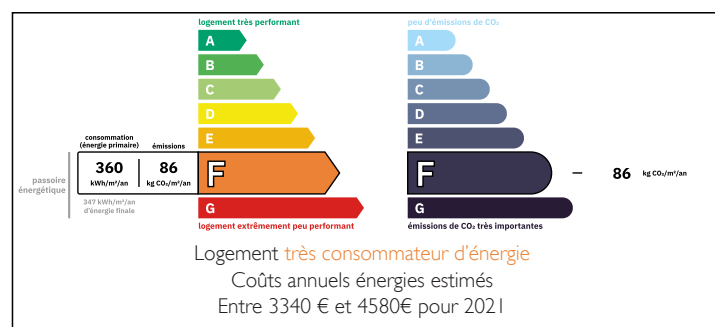 logement très performant
A
B
C
D
E
consommation
(énergie primaire)
émissions
passoire
énergétique
360
kWh/m²/an
86
kg CO₂/m²/an
F
347 kWh/m²/an
d'énergie finale
G
logement extrêmement peu performant
peu d'émissions de CO₂
A
B
C
D
E
F
86 kg CO₂/m²/an
G
émissions de CO₂ très importantes
Logement très consommateur d'énergie
Coûts annuels énergies estimés
Entre 3340 € et 4580€ pour 2021